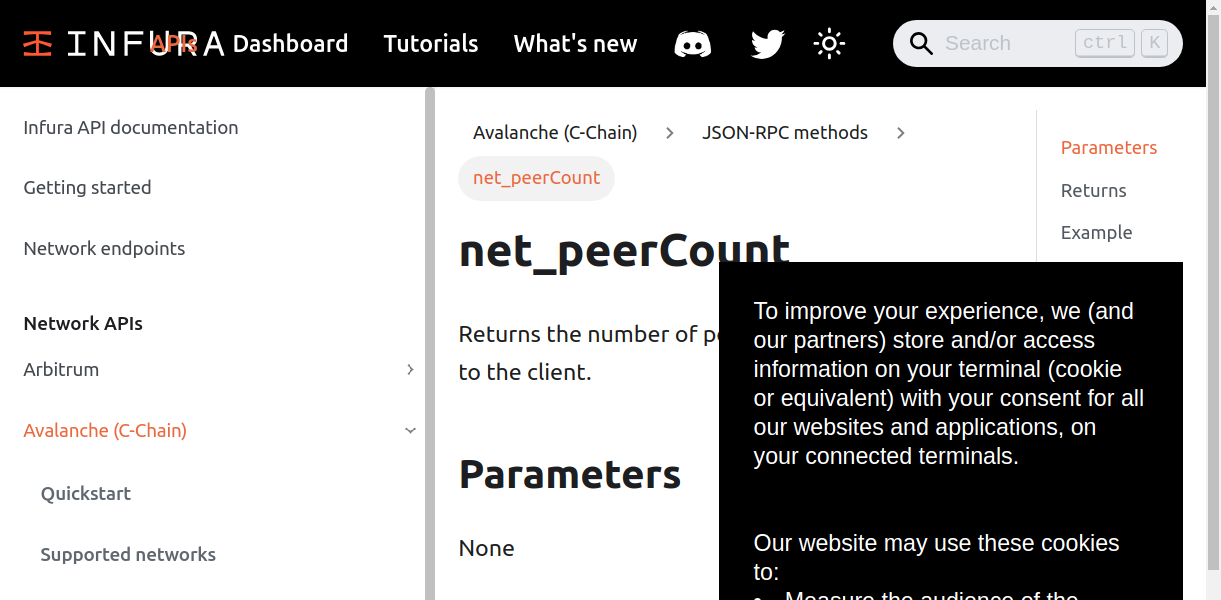 INFURA APIs Dashboard Tutorials What's new Search ctrl K
Infura API documentation
Getting started
Network endpoints
Network APIs
Arbitrum
Avalanche (C-Chain)
Quickstart
Supported networks
Avalanche (C-Chain) JSON-RPC methods
net_peerCount
net_peerCount
Returns the number of
to the client.
Parameters
None
Parameters
Returns
Example
To improve your experience, we (and
our partners) store and/or access
information on your terminal (cookie
or equivalent) with your consent for all
our websites and applications, on
your connected terminals.
Our website may use these cookies
to:
• Measure the audience of the